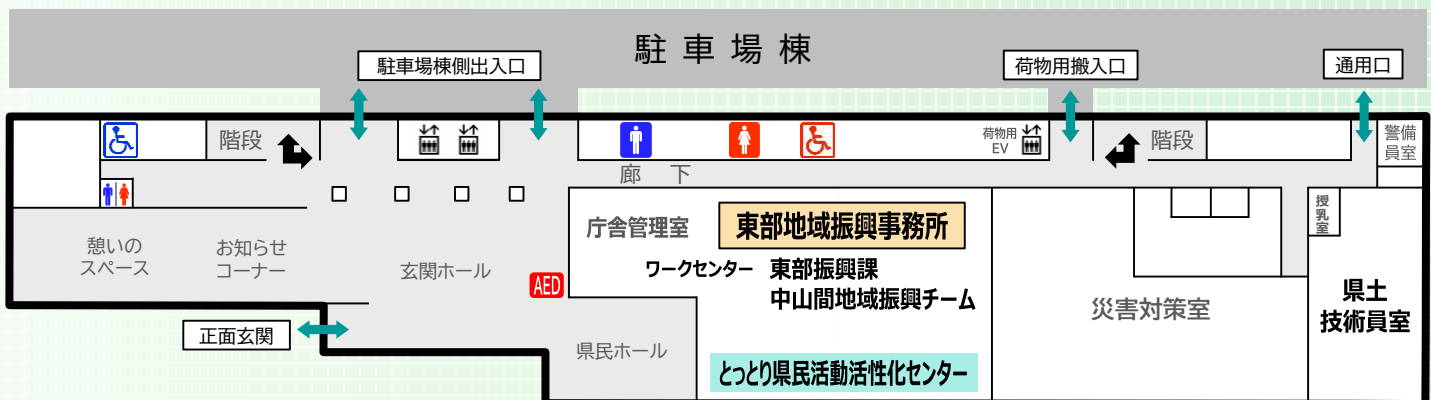 駐車場棟
駐車場棟側出入口
荷物用搬入口
通用口
階段
荷物用
EV
階段
警備
員室
廊下
授乳室
庁舎管理室
東部地域振興事務所
憩いの
スペース
お知らせ
コーナー
玄関ホール
ワークセンター
東部振興課
中山間地域振興チーム
AED
災害対策室
県土
技術員室
正面玄関
県民ホール
とっとり県民活動活性化センター